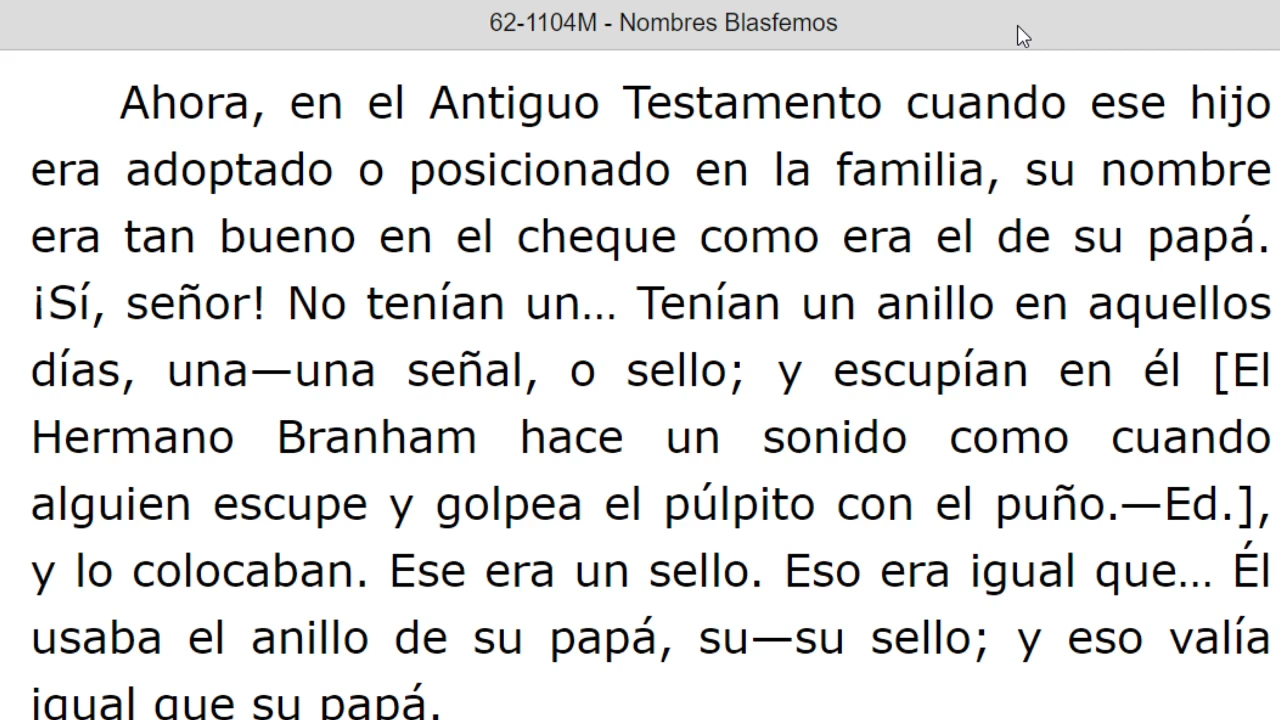 62-1104M - Nombres Blasfemos
Ahora, en el Antiguo Testamento cuando ese hijo
era adoptado o posicionado en la familia, su nombre
era tan bueno en el cheque como era el de su papá.
¡Sí, señor! No tenían un... Tenían un anillo en aquellos
días, una—una señal, o sello; y escupían en él [El
Hermano Branham hace un sonido como cuando
alguien escupe y golpea el púlpito con el puño.—Ed.],
y lo colocaban. Ese era un sello. Eso era igual que... Él
usaba el anillo de su papá, su—su sello; y eso valía
igual que su papá.